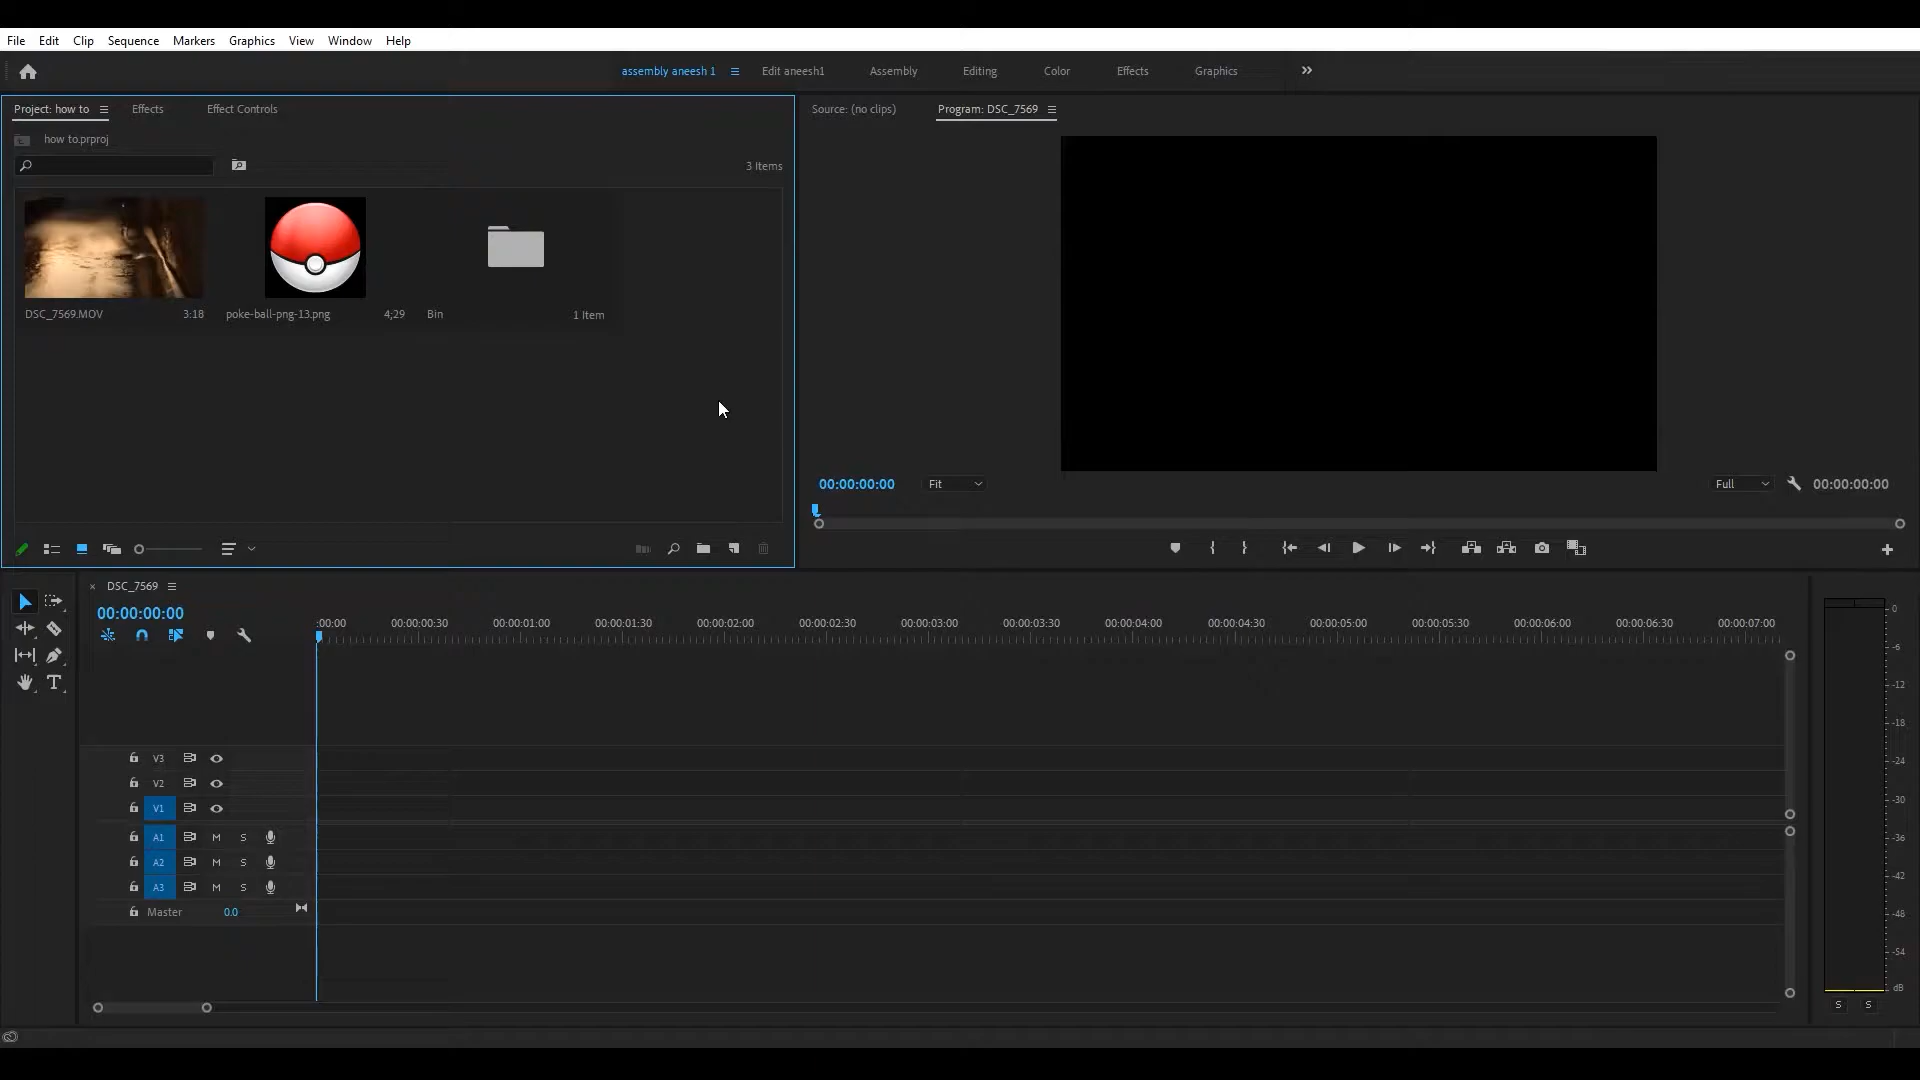 File Edit Clip Sequence Markers Graphics View Window Help
assembly aneesh 1 Edit aneesh1 Assembly Editing Color Effects Graphics
Project: how to Effects Effect Controls
Source: (no clips) Program: DSC_7569
how to.prproj
3 Items
DSC_7569.MOV 3:18 poke-ball-png-13.png 4;29 Bin 1 Item
00:00:00:00 Fit Full 00:00:00:00
DSC_7569
00:00:00:00
:00:00 00:00:00:30 00:00:01:00 00:00:01:30 00:00:02:00 00:00:02:30 00:00:03:00 00:00:03:30 00:00:04:00 00:00:04:30 00:00:05:00 00:00:05:30 00:00:06:00 00:00:06:30 00:00:07:00
V3
V2
V1
A1 M S
A2 M S
A3 M S
Master 0.0
0
-6
-12
-18
-24
-30
-36
-42
-48
-54
dB
S S